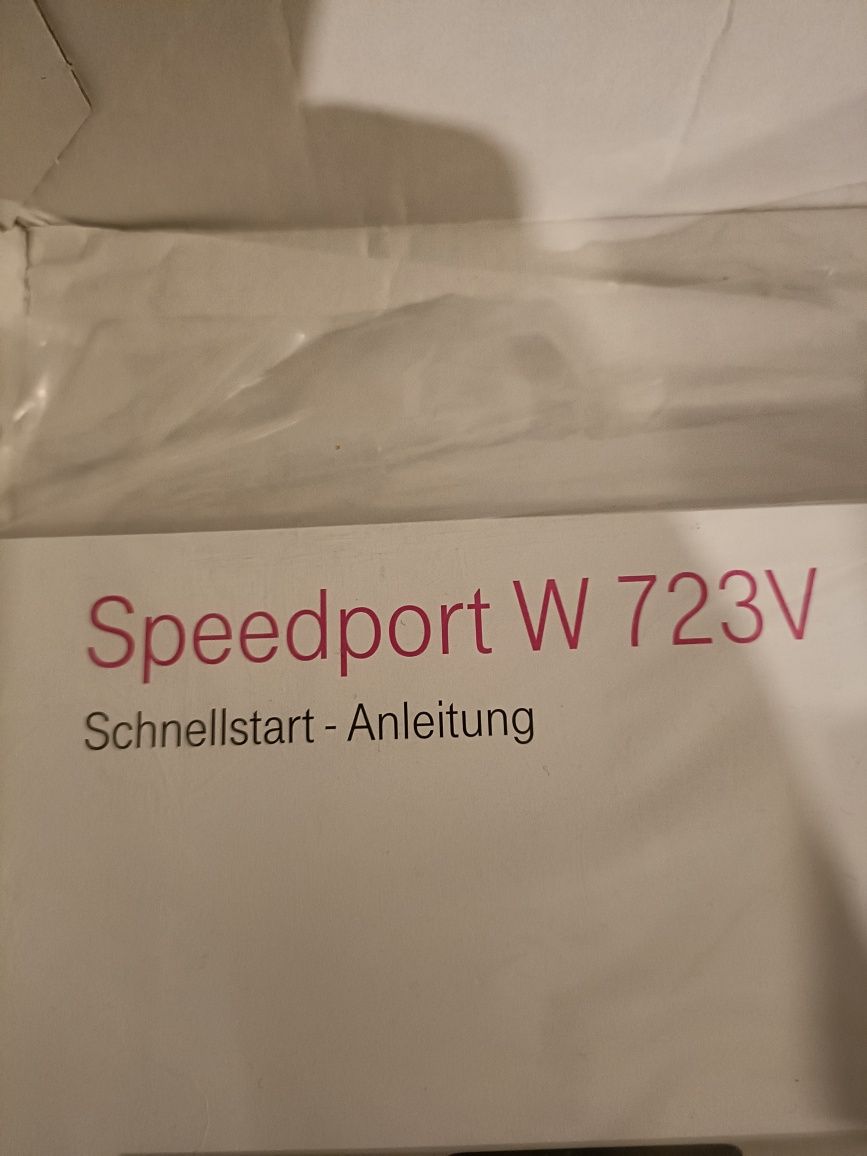 Speedport W 723V
Schnellstart - Anleitung